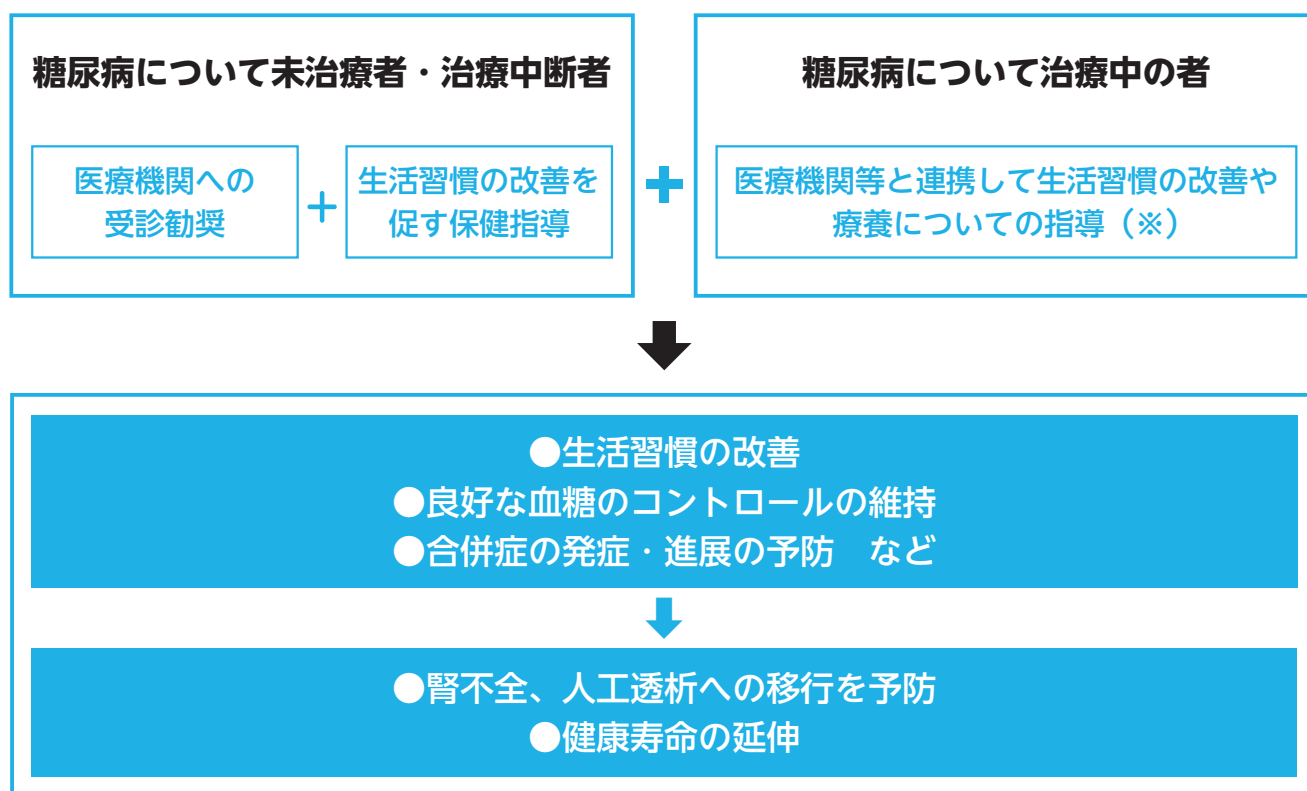 糖尿病について未治療者・治療中断者
医療機関への
受診勧奨
+
生活習慣の改善を
促す保健指導
+
糖尿病について治療中の者
医療機関等と連携して生活習慣の改善や
療養についての指導（※）
●生活習慣の改善
●良好な血糖のコントロールの維持
●合併症の発症・進展の予防　など
●腎不全、人工透析への移行を予防
●健康寿命の延伸